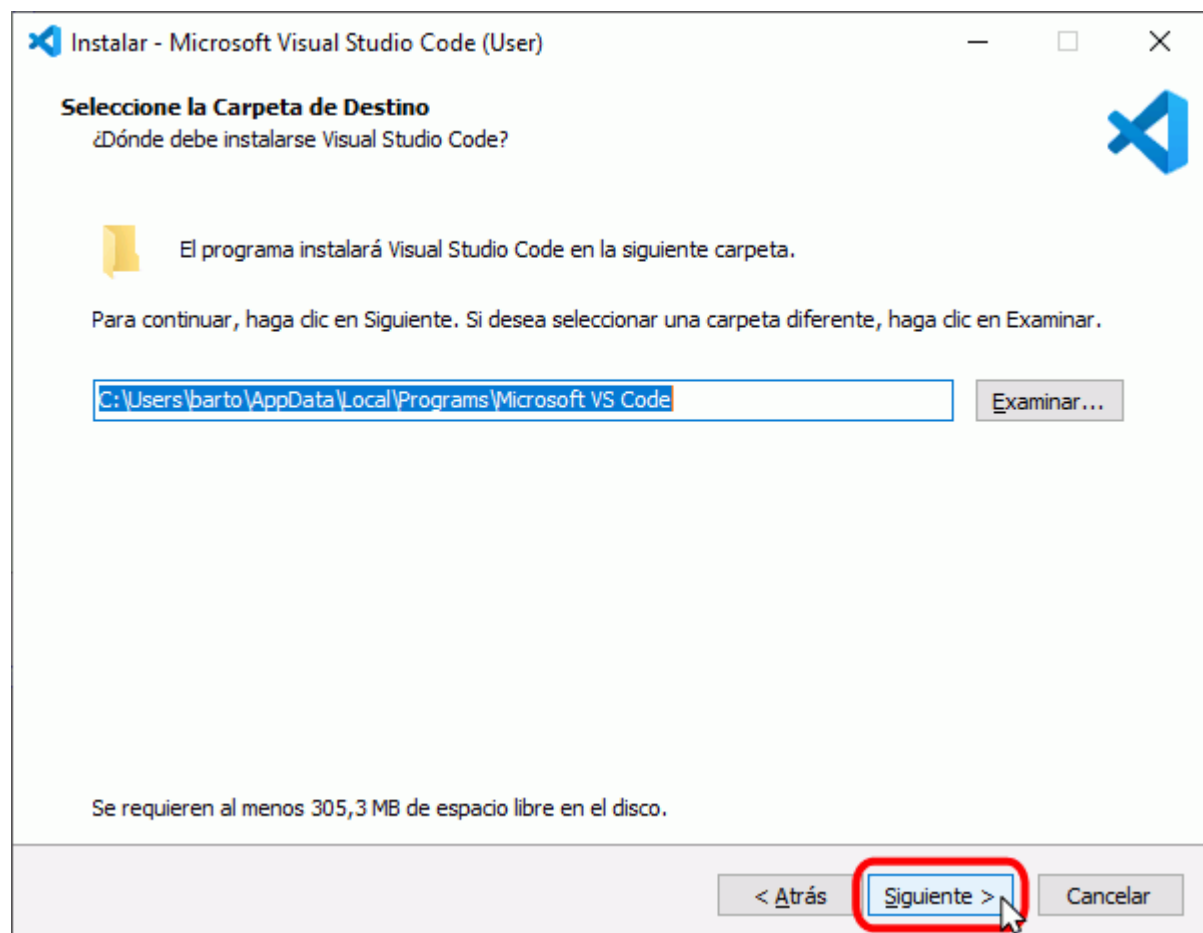 Instalar - Microsoft Visual Studio Code (User)
Seleccione la Carpeta de Destino
¿Dónde debe instalarse Visual Studio Code?
El programa instalará Visual Studio Code en la siguiente carpeta.
Para continuar, haga clic en Siguiente. Si desea seleccionar una carpeta diferente, haga clic en Examinar.
C:\Users\barto\AppData\Local\Programs\Microsoft VS Code
Examinar...
Se requieren al menos 305,3 MB de espacio libre en el disco.
< Atrás
Siguiente >
Cancelar